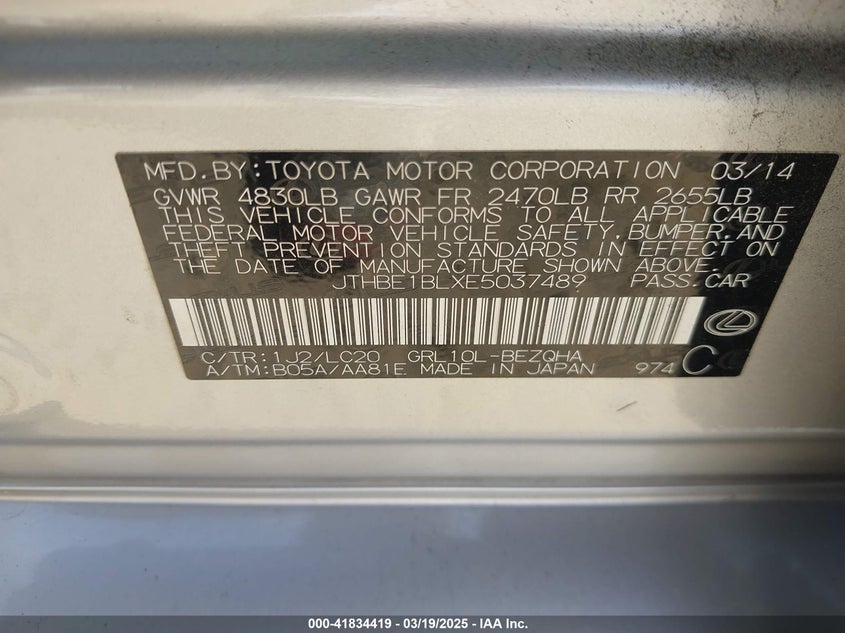 MFD. BY: TOYOTA MOTOR CORPORATION 03/14
GVWR 4830LB GAWR FR 2470LB RR 2655LB
THIS VEHICLE CONFORMS TO ALL APPLICABLE
FEDERAL MOTOR VEHICLE SAFETY, BUMPER, AND
THEFT PREVENTION STANDARDS IN EFFECT ON
THE DATE OF MANUFACTURE SHOWN ABOVE.
JTHBE1BLXE5037489 PASS. CAR
C/TR: 1J2/LC20 GRL10L-BEZQHA
A/TM: B05A/AA81E MADE IN JAPAN 974 C
000-41834419 - 03/19/2025 - IAA Inc.